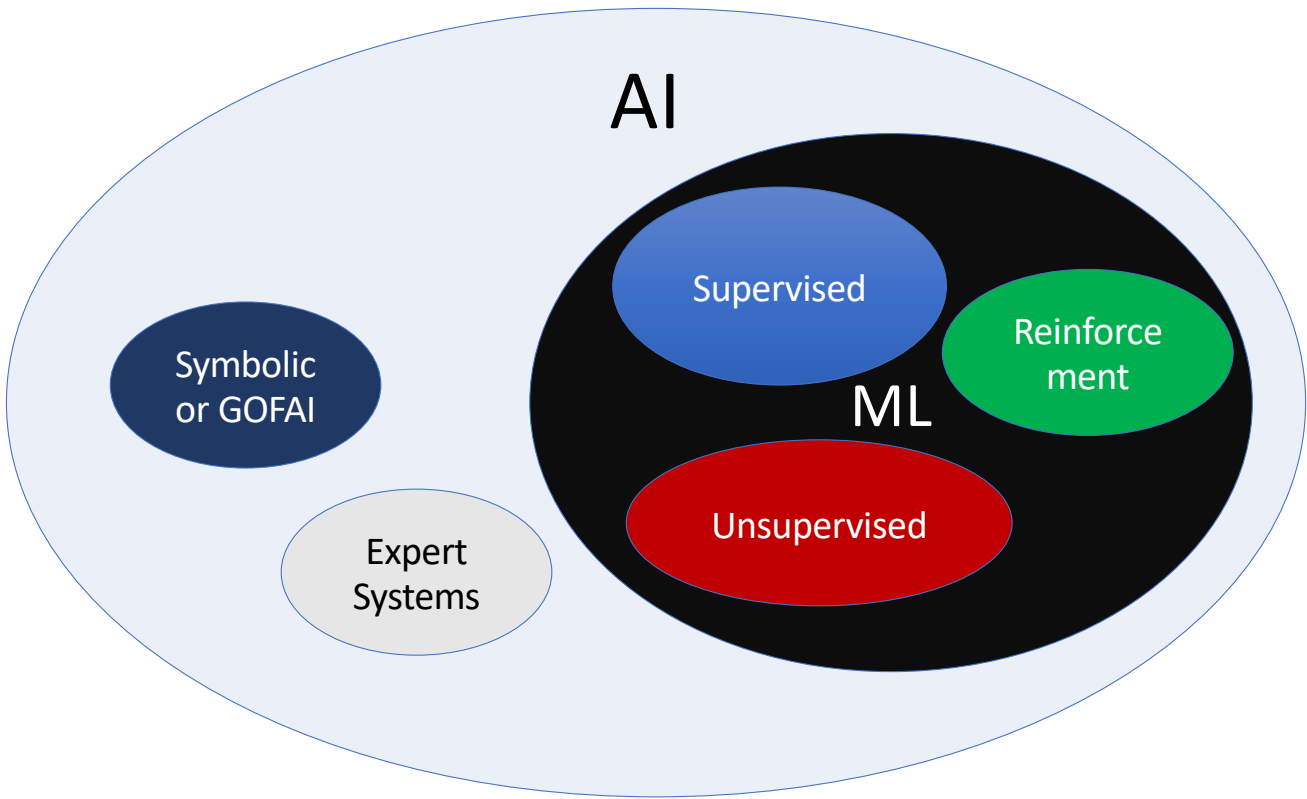 AI
Supervised
Reinforce
ment
Symbolic
or GOFAI
ML
Unsupervised
Expert
Systems